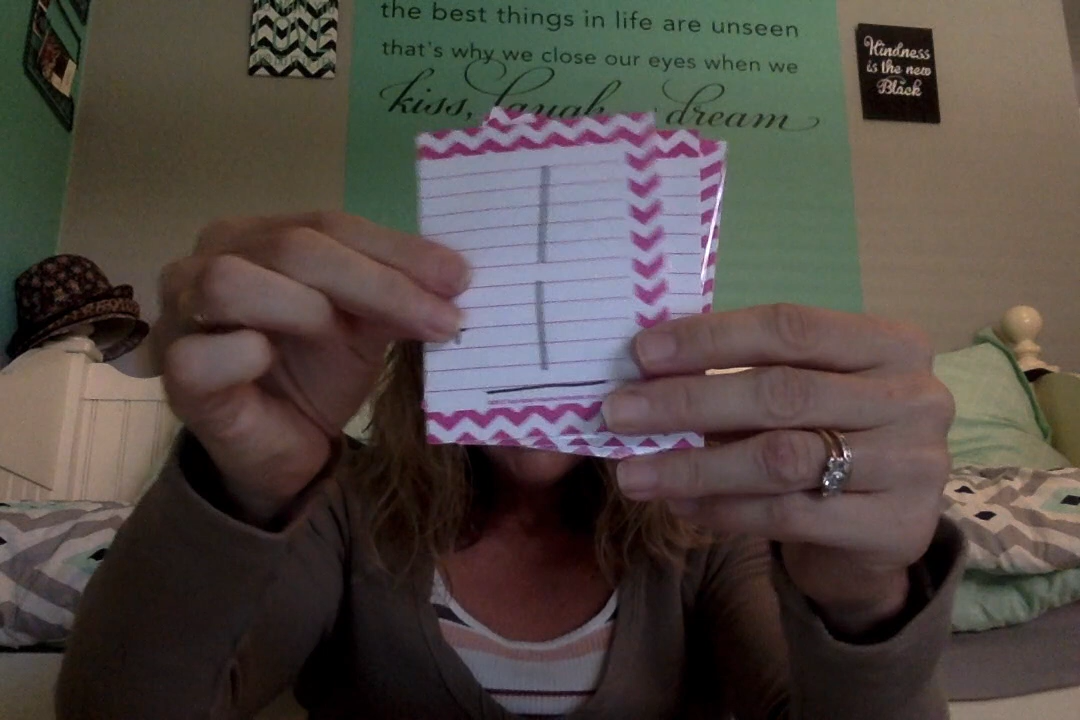 the best things in life are unseen
that's why we close our eyes when we
kiss, laugh, dream
Kindness
is the new
Black